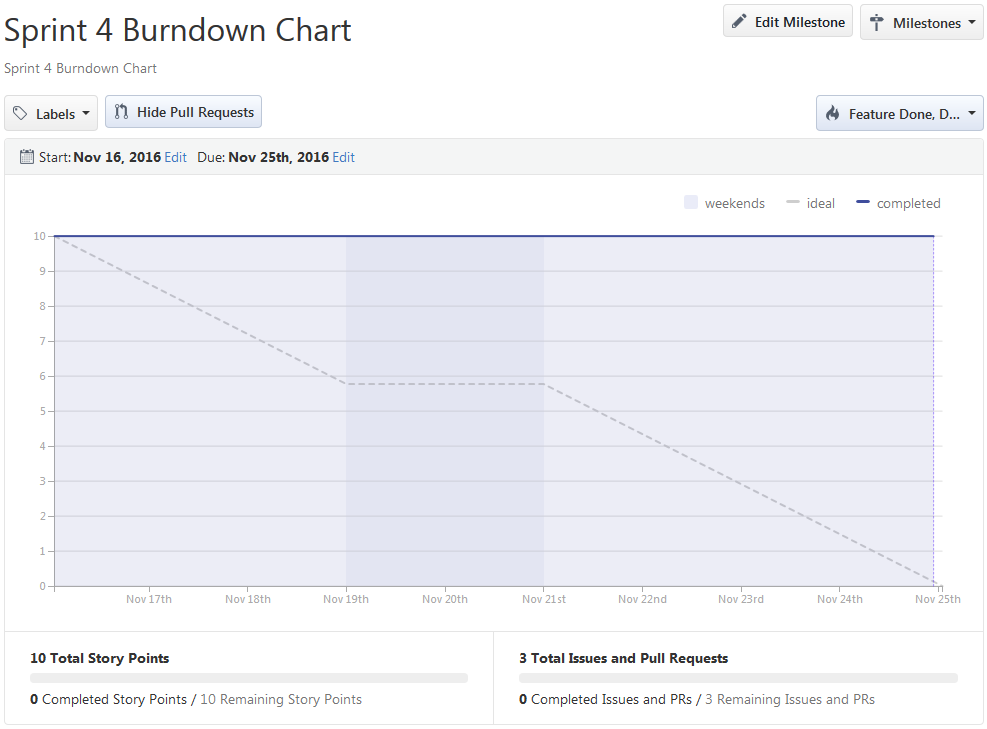 Sprint 4 Burndown Chart
Edit Milestone
Milestones
Sprint 4 Burndown Chart
Labels
Hide Pull Requests
Feature Done, D...
Start: Nov 16, 2016 Edit Due: Nov 25th, 2016 Edit
weekends ideal completed
10
9
8
7
6
5
4
3
2
1
0
Nov 17th Nov 18th Nov 19th Nov 20th Nov 21st Nov 22nd Nov 23rd Nov 24th Nov 25th
10 Total Story Points
0 Completed Story Points / 10 Remaining Story Points
3 Total Issues and Pull Requests
0 Completed Issues and PRs / 3 Remaining Issues and PRs